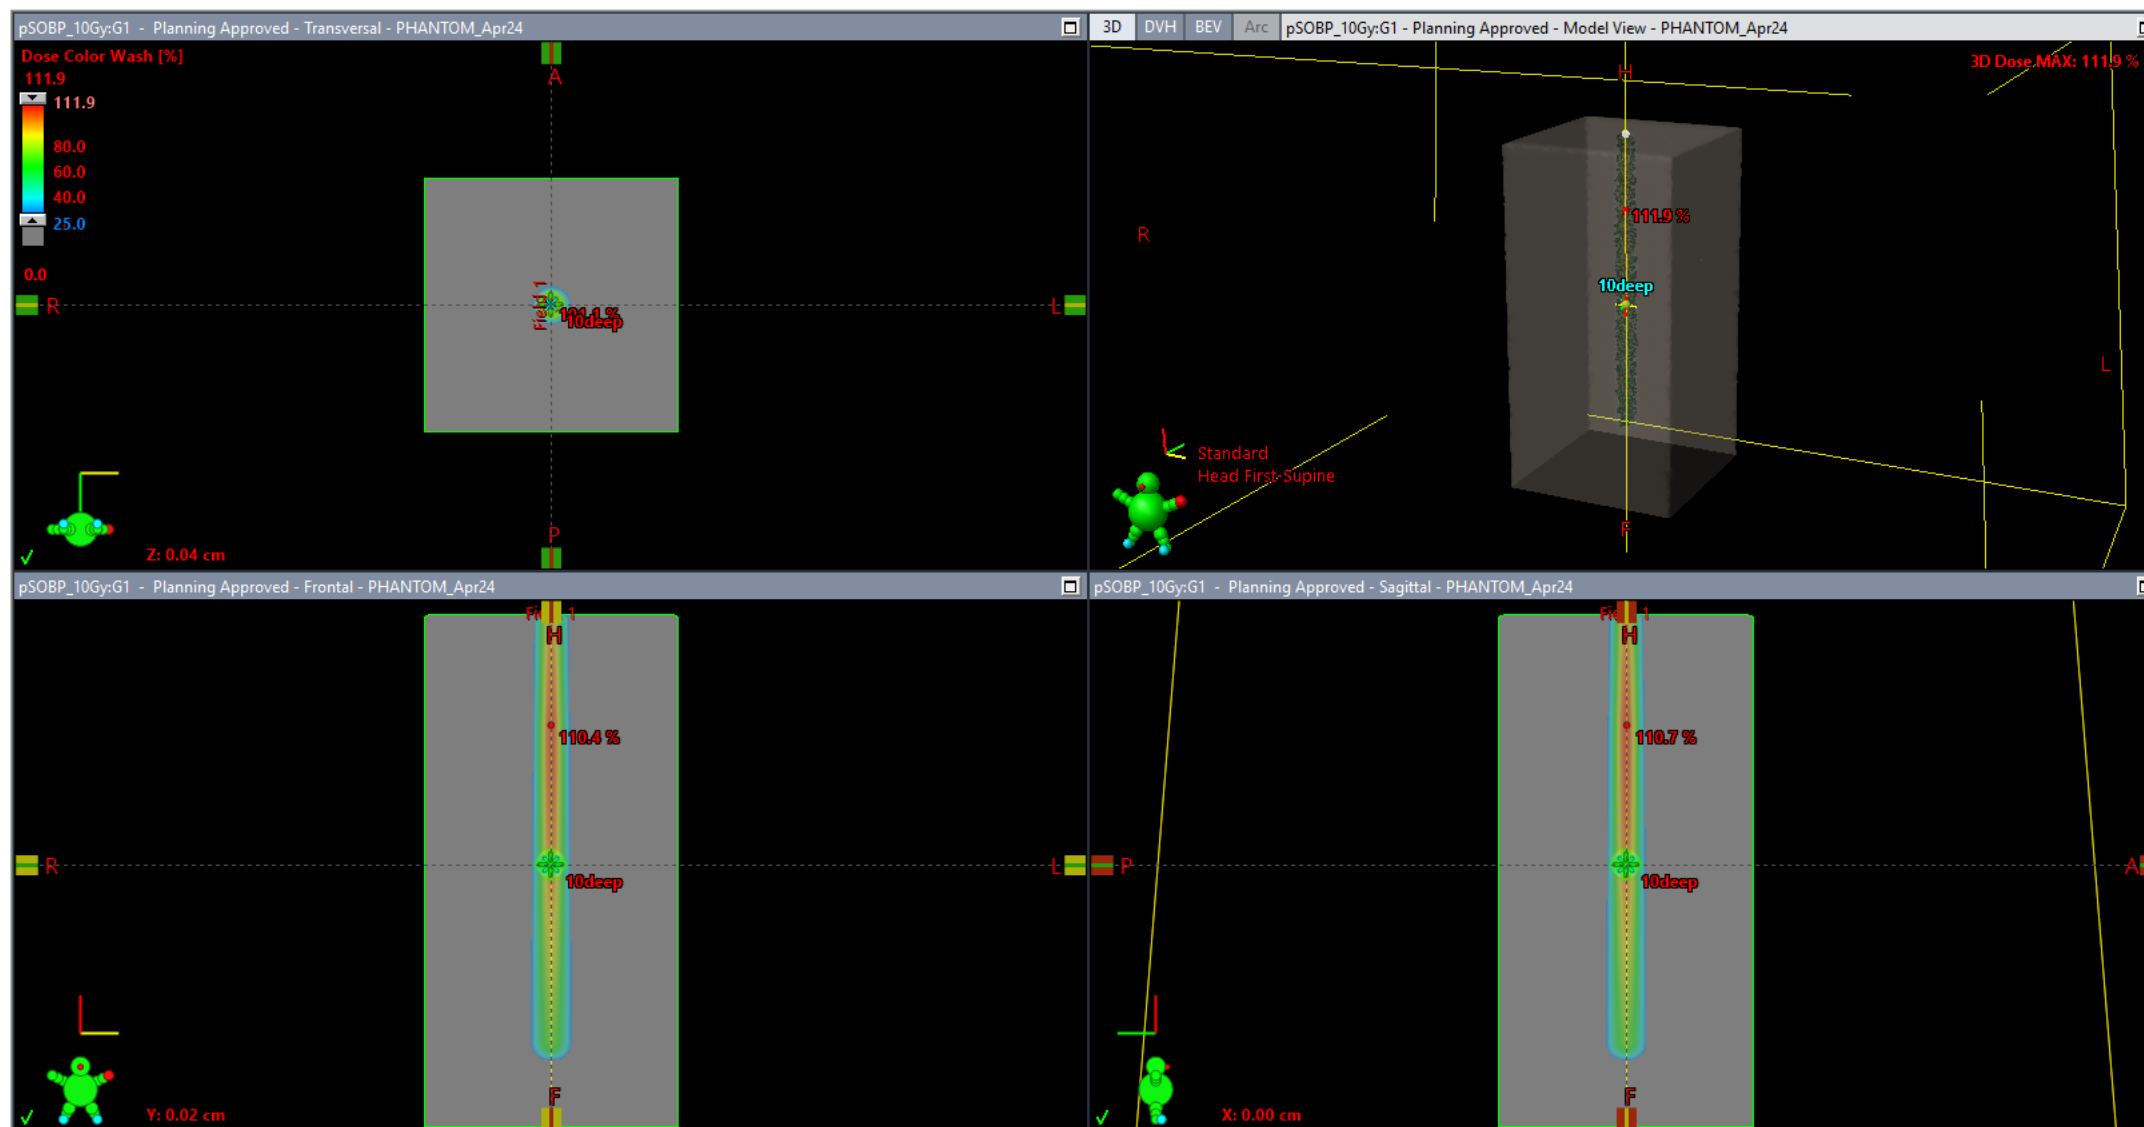 pSOBP_10Gy:G1 - Planning Approved - Transversal - PHANTOM_Apr24
Dose Color Wash [%]
111.9
111.9
80.0
60.0
40.0
25.0
0.0
A
R
L
P
Field 1
10deep
Z: 0.04 cm
3D DVH BEV Arc pSOBP_10Gy:G1 - Planning Approved - Model View - PHANTOM_Apr24
3D Dose MAX: 111.9 %
H
R
111.9 %
10deep
L
Standard
Head First-Supine
F
pSOBP_10Gy:G1 - Planning Approved - Frontal - PHANTOM_Apr24
H
110.4 %
R
L
10deep
F
Y: 0.02 cm
pSOBP_10Gy:G1 - Planning Approved - Sagittal - PHANTOM_Apr24
H
110.7 %
P
A
10deep
F
X: 0.00 cm